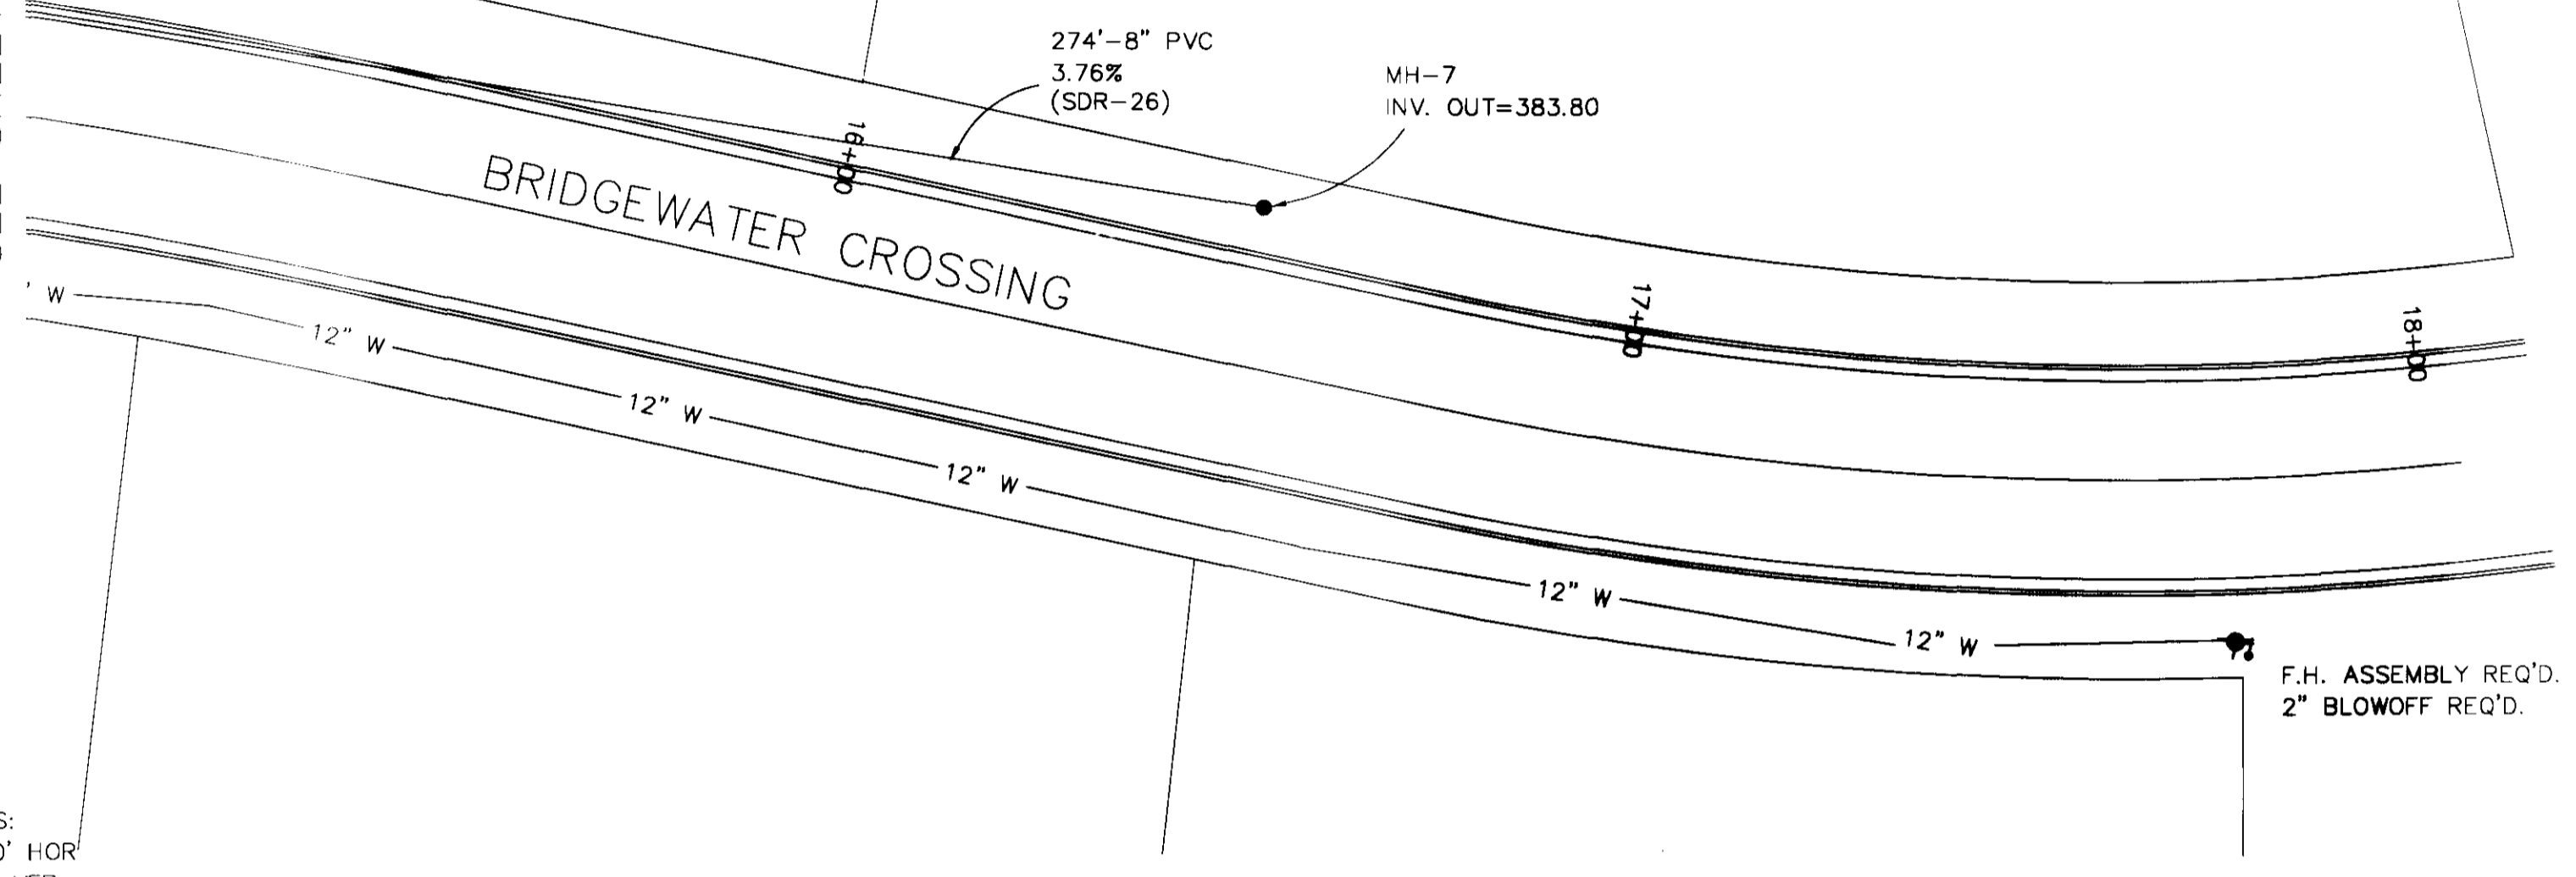 274'-8" PVC
3.76%
(SDR-26)
MH-7
INV. OUT=383.80
16+00
BRIDGEWATER CROSSING
17+00
18+00
' W
12" W
12" W
12" W
12" W
12" W
F.H. ASSEMBLY REQ'D.
2" BLOWOFF REQ'D.
S:
0' HOR